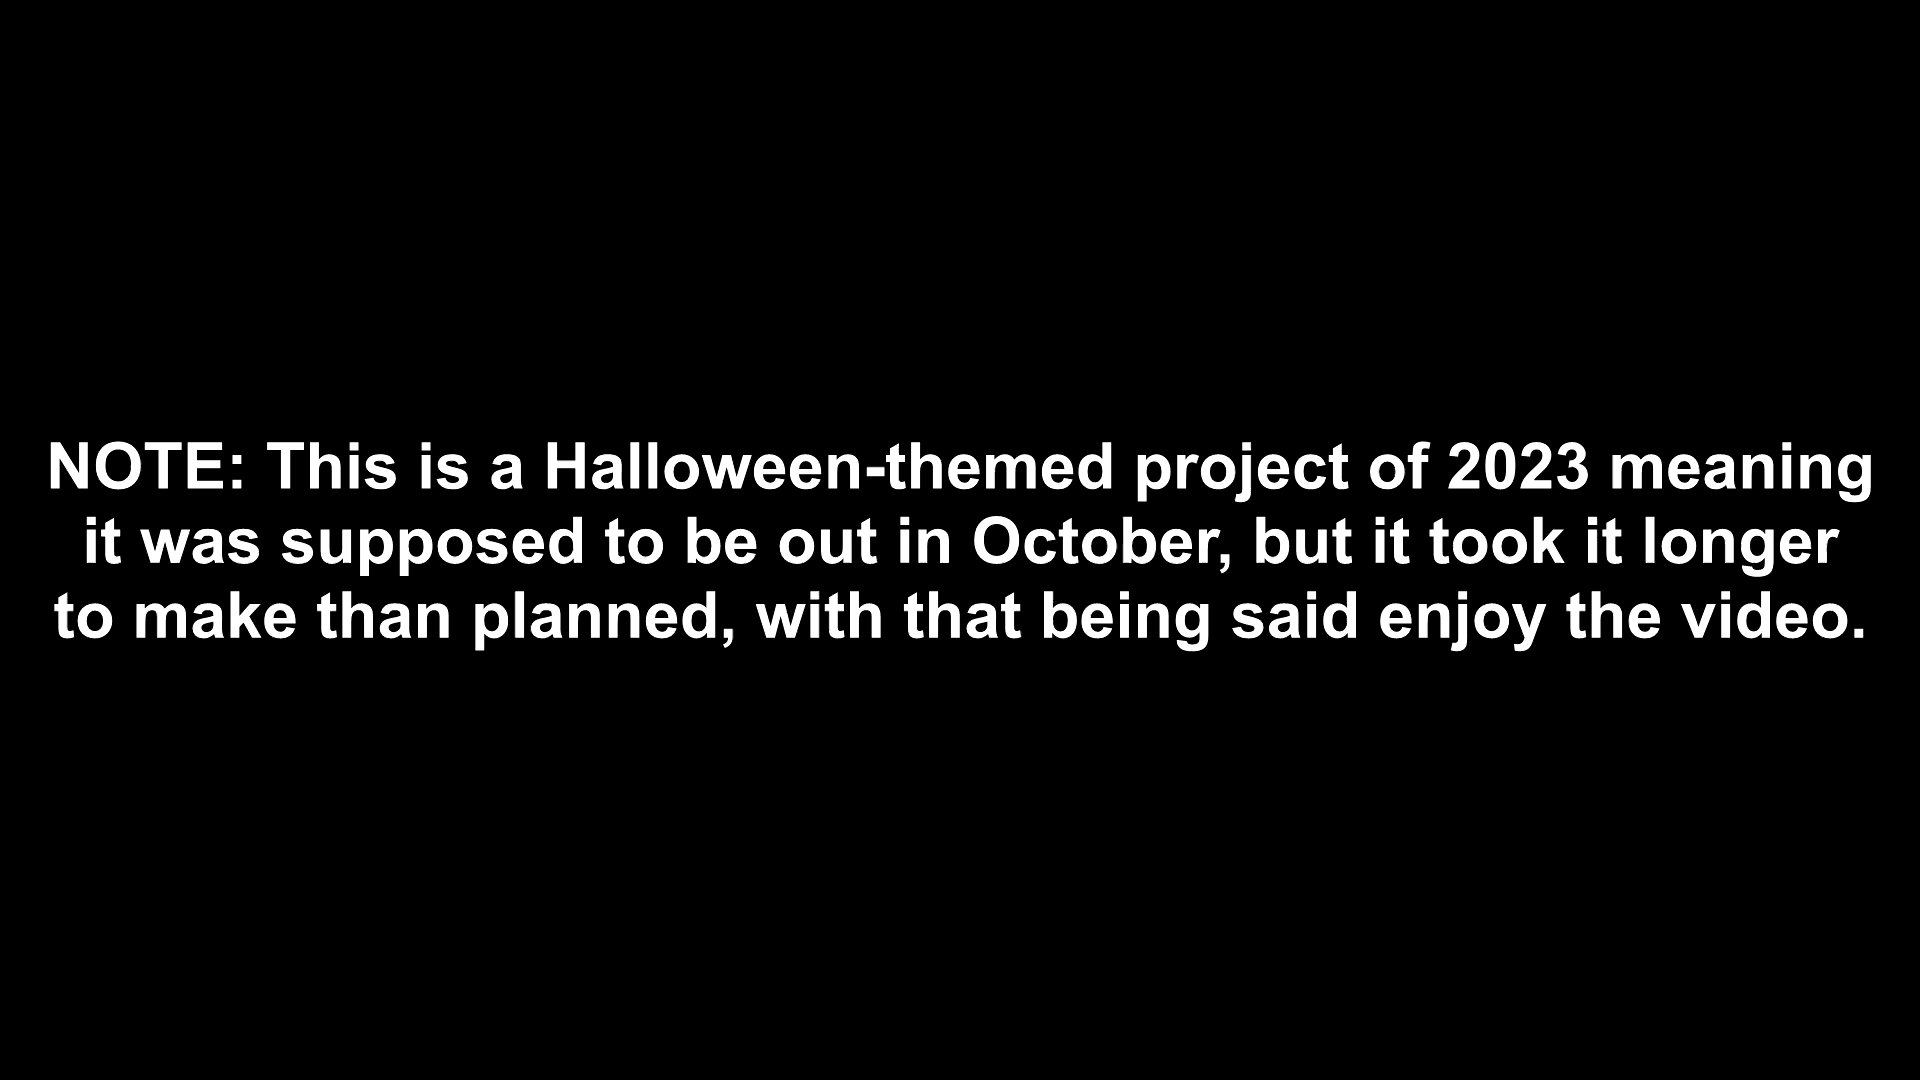 NOTE: This is a Halloween-themed project of 2023 meaning
it was supposed to be out in October, but it took it longer
to make than planned, with that being said enjoy the video.